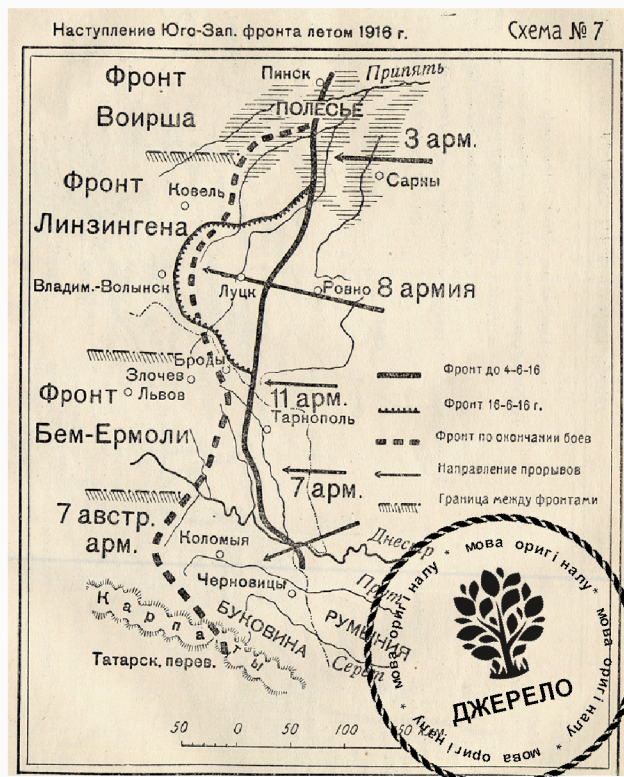 Наступление Юго-Зап. фронта летом 1916 г.
Схема № 7
Фронт
Воирша
Пинск
Припять
ПОЛЕСЬЕ
3 арм.
Сарны
Фронт
Линзингена
Ковель
Владим.-Волынск
Луцк
Ровно
8 армия
Броды
Злочев
Львов
Фронт
Бем-Ермоли
11 арм.
Тарнополь
7 арм.
Фронт до 4-6-16
Фронт 16-6-16 г.
Фронт по окончании боев
Направление прорывов
Граница между фронтами
7 австр.
арм.
Коломыя
Днестр
Черновицы
Прут
Карпаты
БУКОВИНА
РУМЫНИЯ
Татарск. перев.
Серет
50 0 50 100 150
мова оригіналу * мова оригіналу * мова оригіналу * мова оригіналу *
ДЖЕРЕЛО